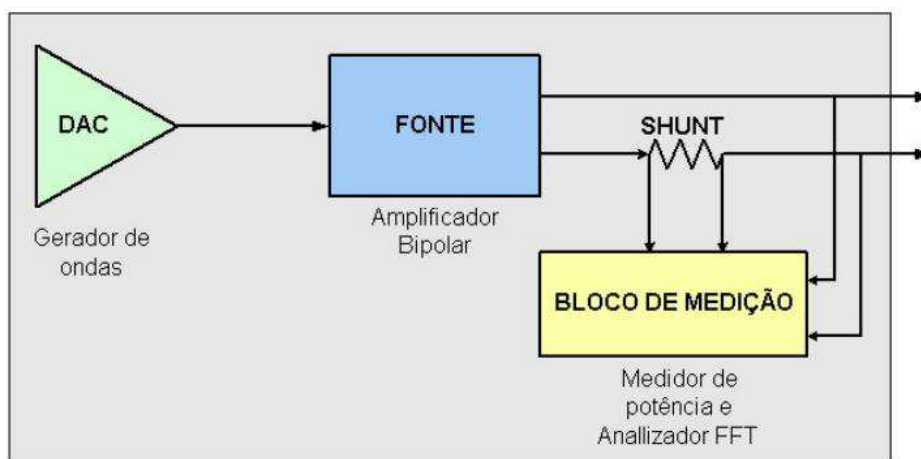 DAC
Gerador de
ondas
FONTE
Amplificador
Bipolar
SHUNT
BLOCO DE MEDIÇÃO
Medidor de
potência e
Anallizador FFT